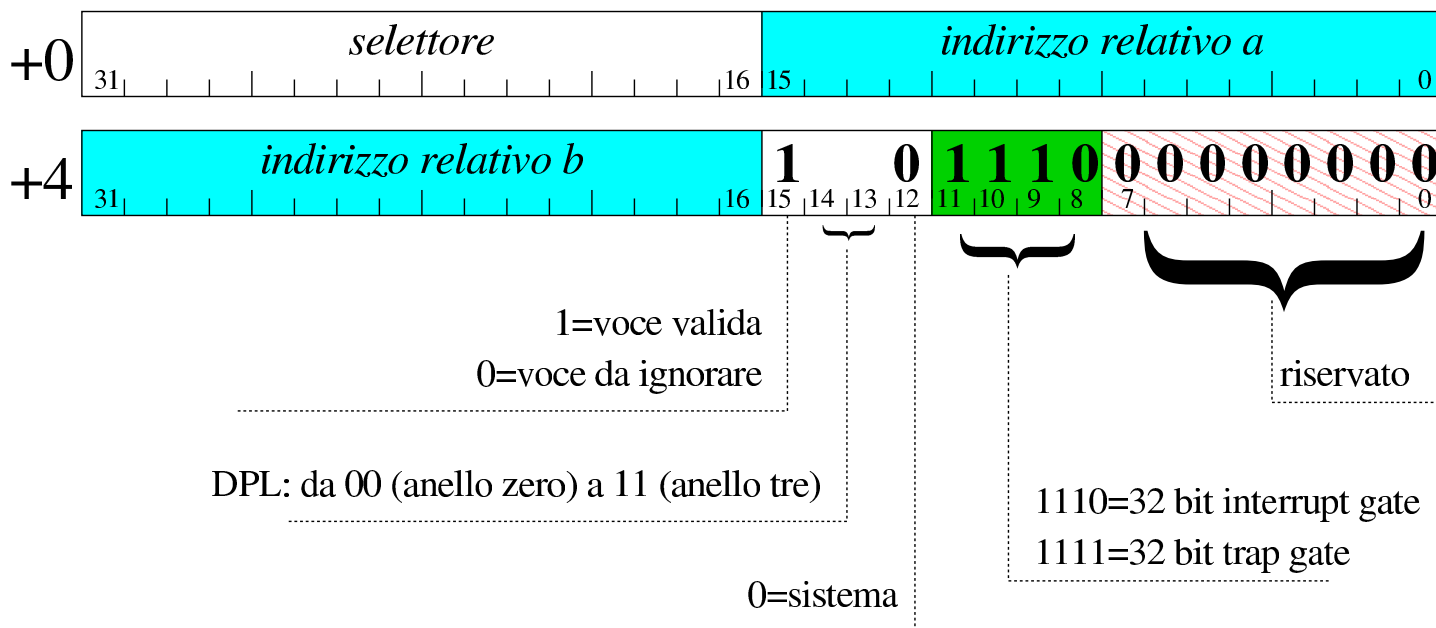 selettore indirizzo relativo a
+0 31 16 15 0
indirizzo relativo b 1 0 1 1 1 0 0 0 0 0 0 0 0 0
+4 31 16 15 14 13 12 11 10 9 8 7 0
1=voce valida
0=voce da ignorare
riservato
DPL: da 00 (anello zero) a 11 (anello tre)
1110=32 bit interrupt gate
1111=32 bit trap gate
0=sistema